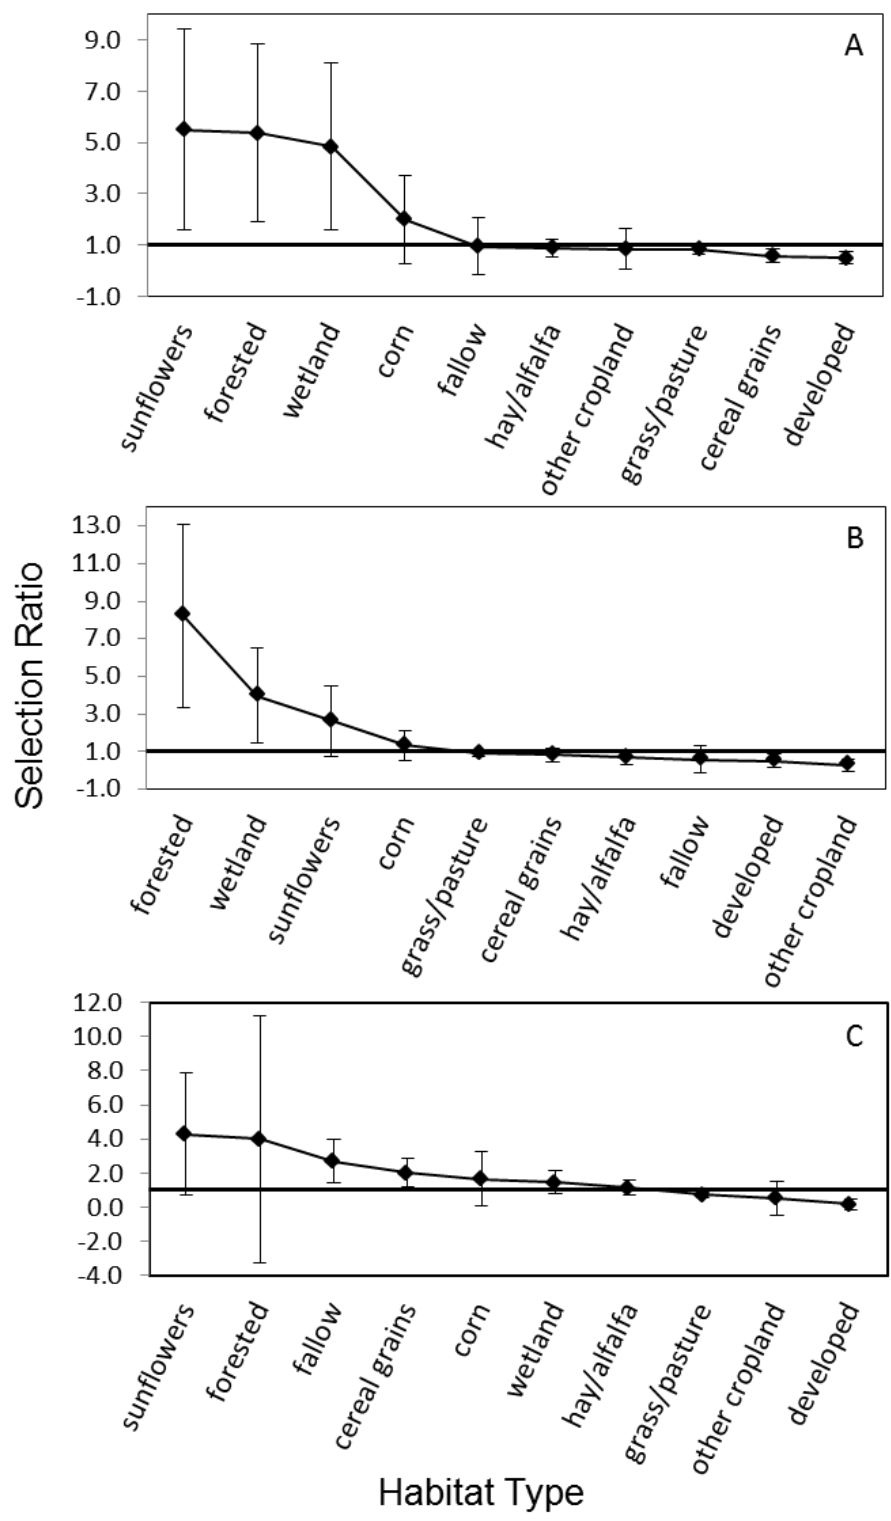 A
9.0
7.0
5.0
3.0
1.0
-1.0
sunflowers
forested
wetland
corn
fallow
hay/alfalfa
other cropland
grass/pasture
cereal grains
developed
Selection Ratio
B
13.0
11.0
9.0
7.0
5.0
3.0
1.0
-1.0
forested
wetland
sunflowers
corn
grass/pasture
cereal grains
hay/alfalfa
fallow
developed
other cropland
C
12.0
10.0
8.0
6.0
4.0
2.0
0.0
-2.0
-4.0
sunflowers
forested
fallow
cereal grains
corn
wetland
hay/alfalfa
grass/pasture
other cropland
developed
Habitat Type